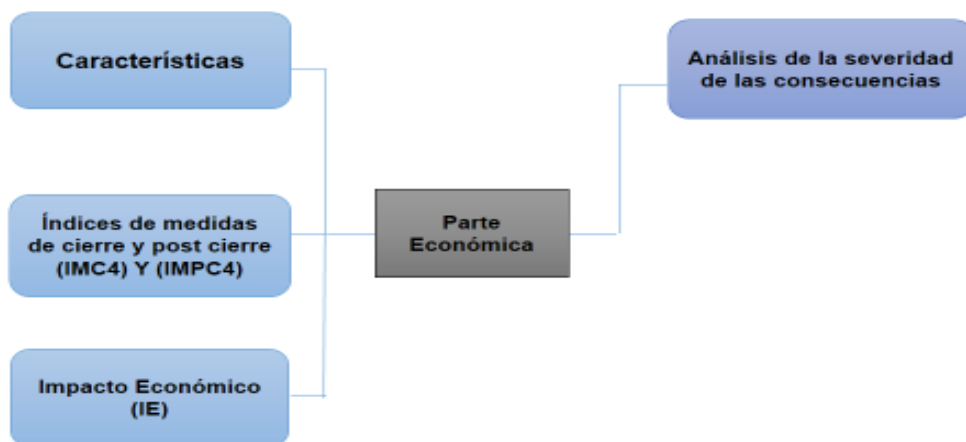 Características
Análisis de la severidad
de las consecuencias
Índices de medidas
de cierre y post cierre
(IMC4) Y (IMPC4)
Parte
Económica
Impacto Económico
(IE)